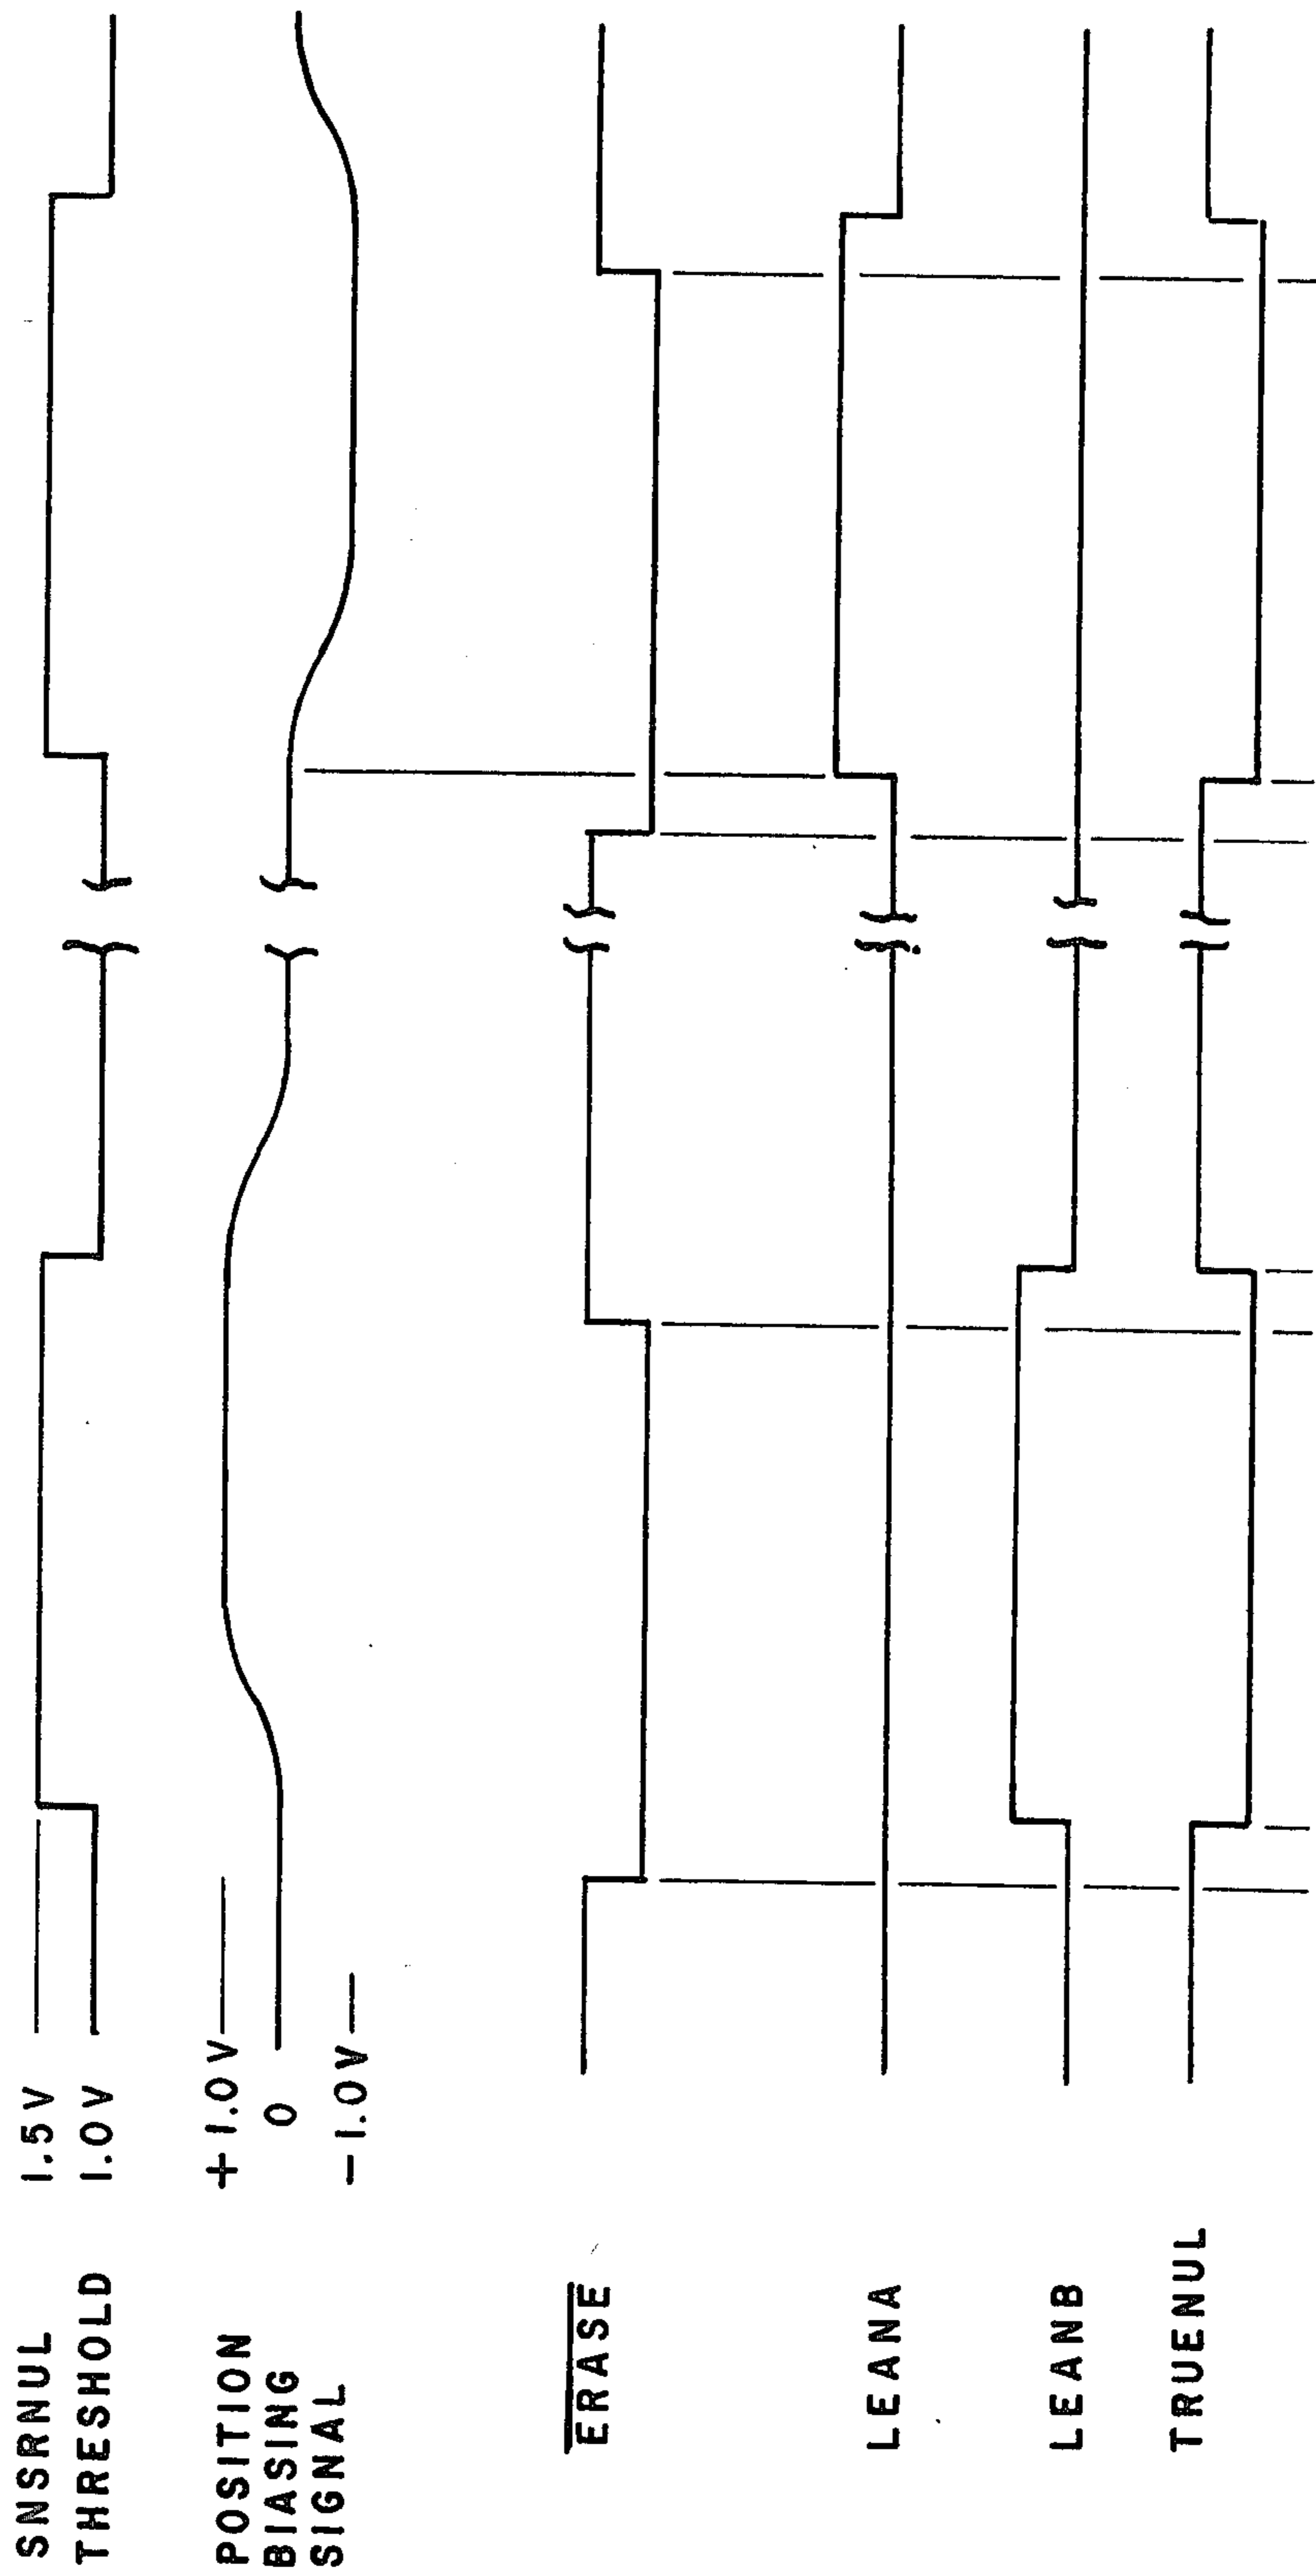 SNSRNUL 1.5V
THRESHOLD 1.0V
+1.0V
POSITION
BIASING 0
SIGNAL
-1.0V
ERASE
LEANA
LEANB
TRUENUL